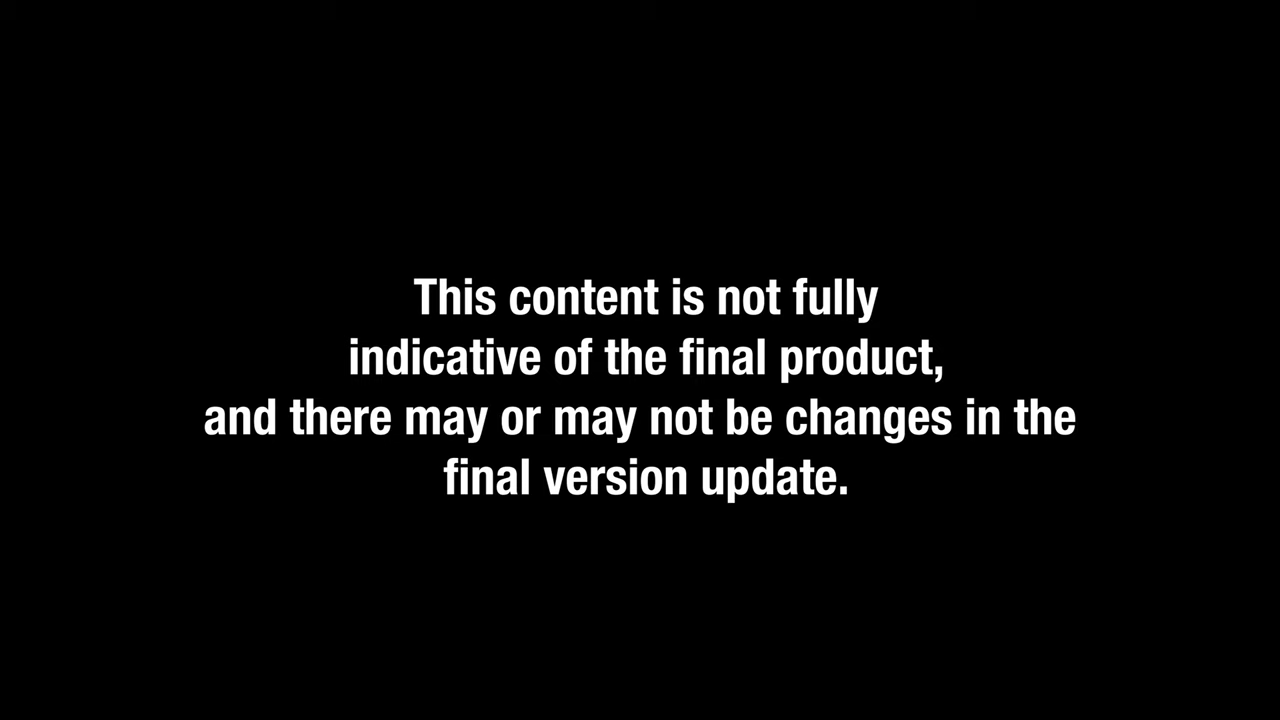 This content is not fully
indicative of the final product,
and there may or may not be changes in the
final version update.